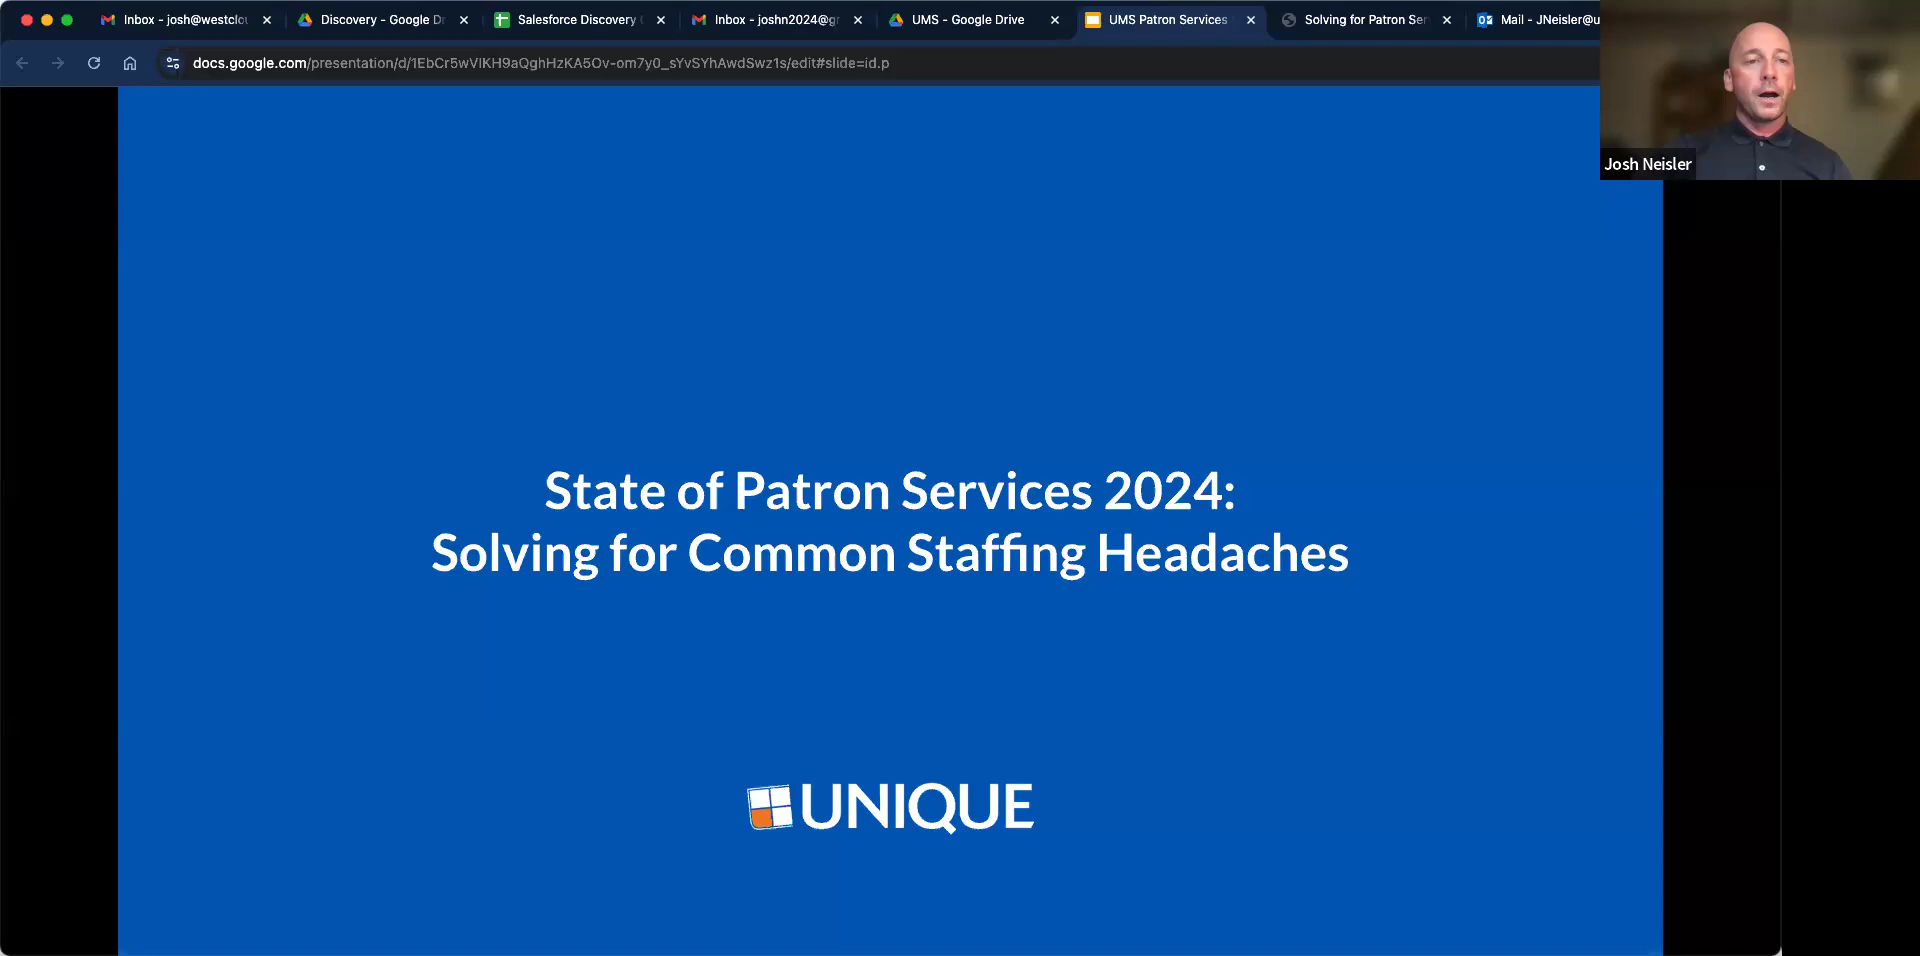 Inbox - josh@westclo
Discovery - Google Dr
Salesforce Discovery
Inbox - joshn2024@g
UMS - Google Drive
UMS Patron Services
Solving for Patron Ser
Mail - JNeisler@u
docs.google.com/presentation/d/1EbCr5wVIKH9aQghHzKA5Ov-om7y0_sYvSYhAwdSwz1s/edit#slide=id.p
Josh Neisler
State of Patron Services 2024:
Solving for Common Staffing Headaches
UNIQUE